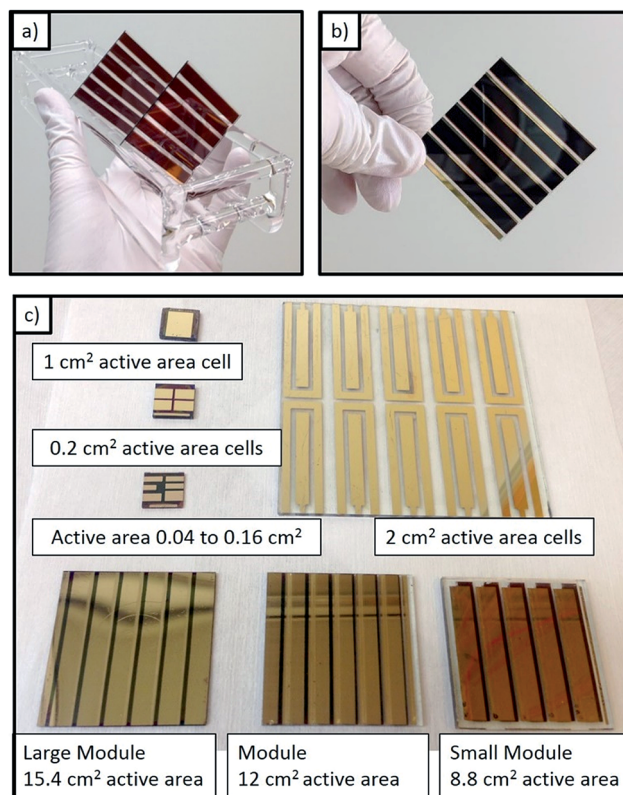 a)
b)
c)
1 cm² active area cell
0.2 cm² active area cells
Active area 0.04 to 0.16 cm²
2 cm² active area cells
Large Module
15.4 cm² active area
Module
12 cm² active area
Small Module
8.8 cm² active area